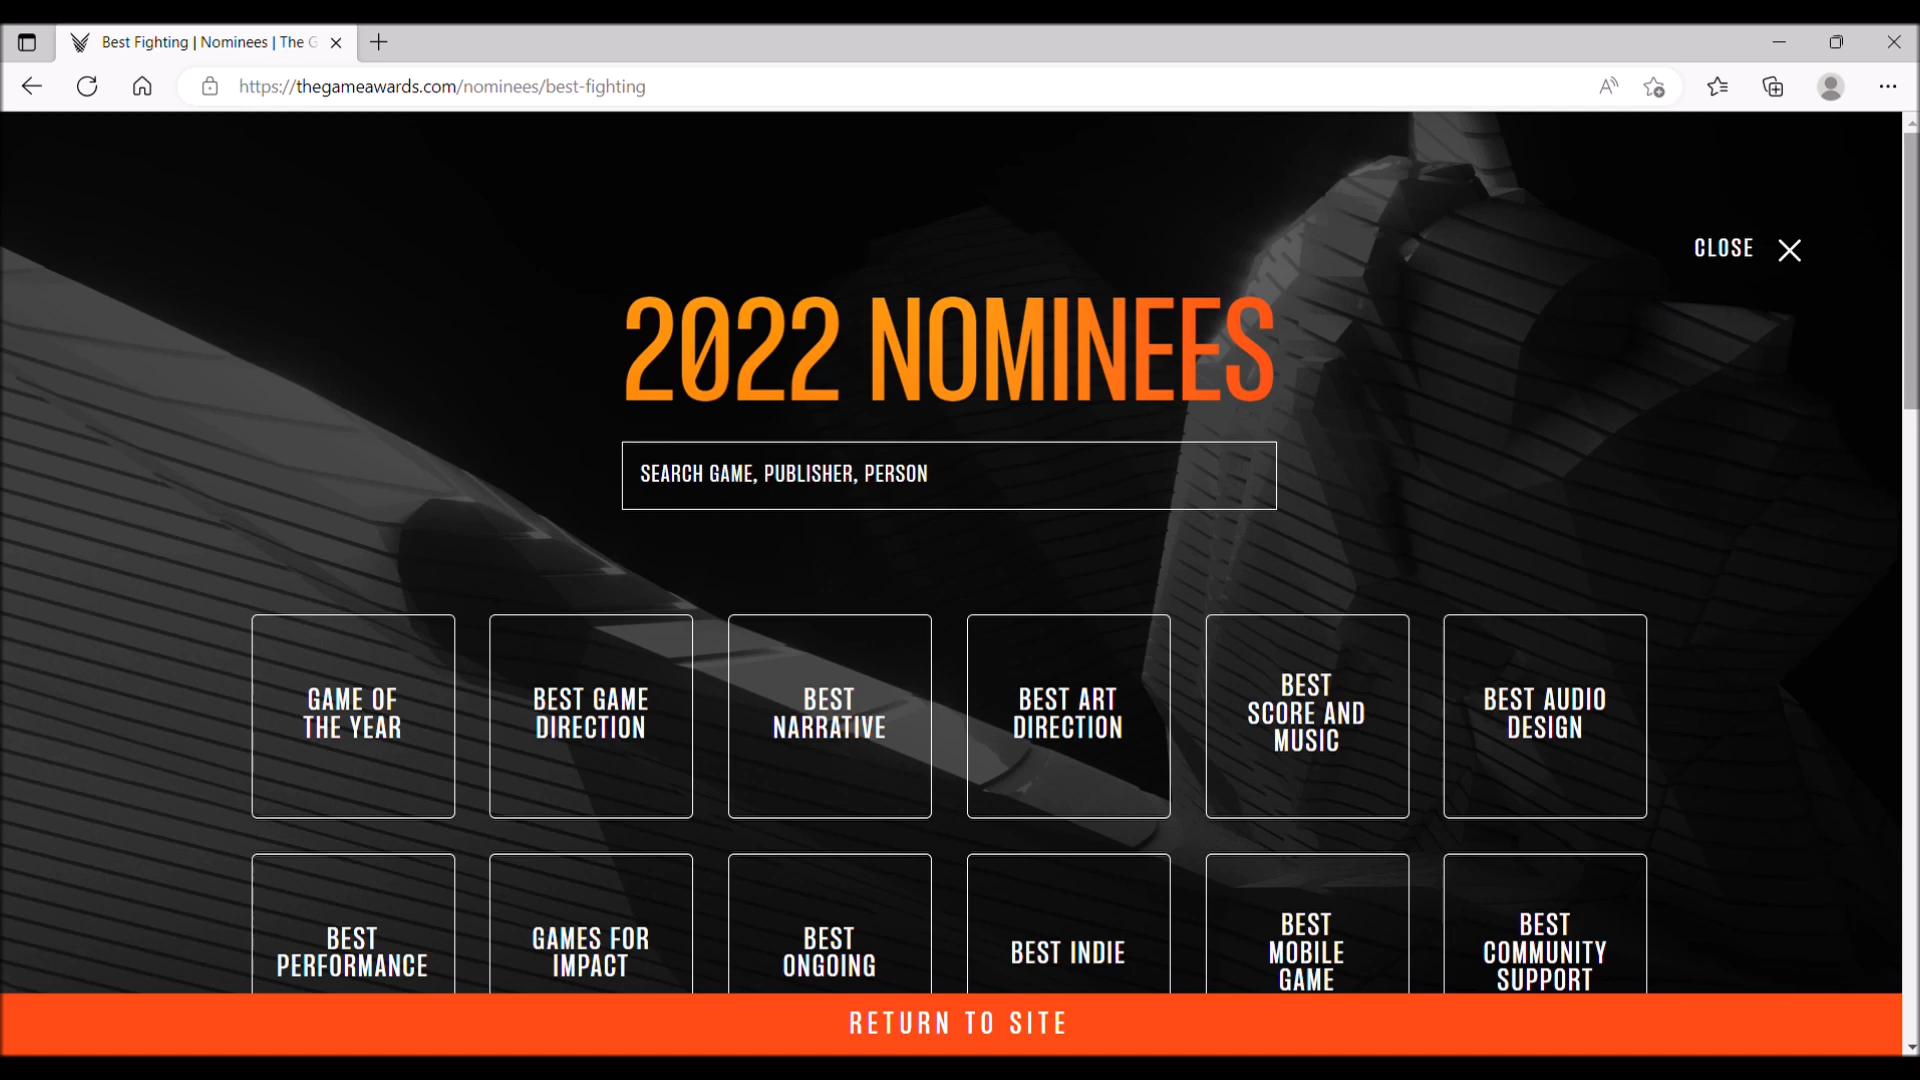 Best Fighting | Nominees | The G
https://thegameawards.com/nominees/best-fighting
CLOSE
2022 NOMINEES
SEARCH GAME, PUBLISHER, PERSON
GAME OF
THE YEAR
BEST GAME
DIRECTION
BEST
NARRATIVE
BEST ART
DIRECTION
BEST
SCORE AND
MUSIC
BEST AUDIO
DESIGN
BEST
PERFORMANCE
GAMES FOR
IMPACT
BEST
ONGOING
BEST INDIE
BEST
MOBILE
GAME
BEST
COMMUNITY
SUPPORT
RETURN TO SITE